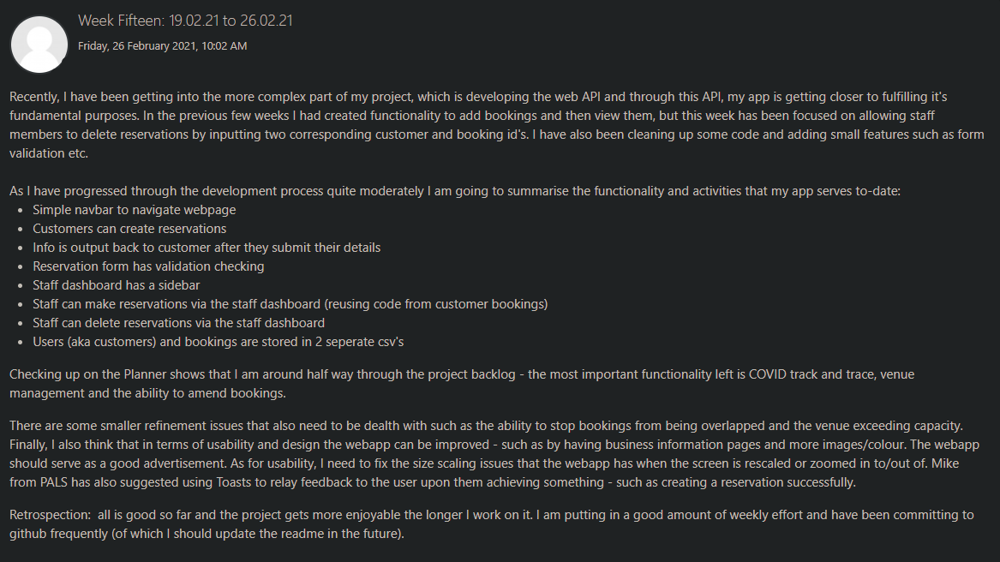 Week Fifteen: 19.02.21 to 26.02.21
Friday, 26 February 2021, 10:02 AM
Recently, I have been getting into the more complex part of my project, which is developing the web API and through this API, my app is getting closer to fulfilling it's
fundamental purposes. In the previous few weeks I had created functionality to add bookings and then view them, but this week has been focused on allowing staff
members to delete reservations by inputting two corresponding customer and booking id's. I have also been cleaning up some code and adding small features such as form
validation etc.
As I have progressed through the development process quite moderately I am going to summarise the functionality and activities that my app serves to-date:
• Simple navbar to navigate webpage
• Customers can create reservations
• Info is output back to customer after they submit their details
• Reservation form has validation checking
• Staff dashboard has a sidebar
• Staff can make reservations via the staff dashboard (reusing code from customer bookings)
• Staff can delete reservations via the staff dashboard
• Users (aka customers) and bookings are stored in 2 seperate csv's
Checking up on the Planner shows that I am around half way through the project backlog - the most important functionality left is COVID track and trace, venue
management and the ability to amend bookings.
There are some smaller refinement issues that also need to be dealth with such as the ability to stop bookings from being overlapped and the venue exceeding capacity.
Finally, I also think that in terms of usability and design the webapp can be improved - such as by having business information pages and more images/colour. The webapp
should serve as a good advertisement. As for usability, I need to fix the size scaling issues that the webapp has when the screen is rescaled or zoomed in to/out of. Mike
from PALS has also suggested using Toasts to relay feedback to the user upon them achieving something - such as creating a reservation successfully.
Retrospection:  all is good so far and the project gets more enjoyable the longer I work on it. I am putting in a good amount of weekly effort and have been committing to
github frequently (of which I should update the readme in the future).